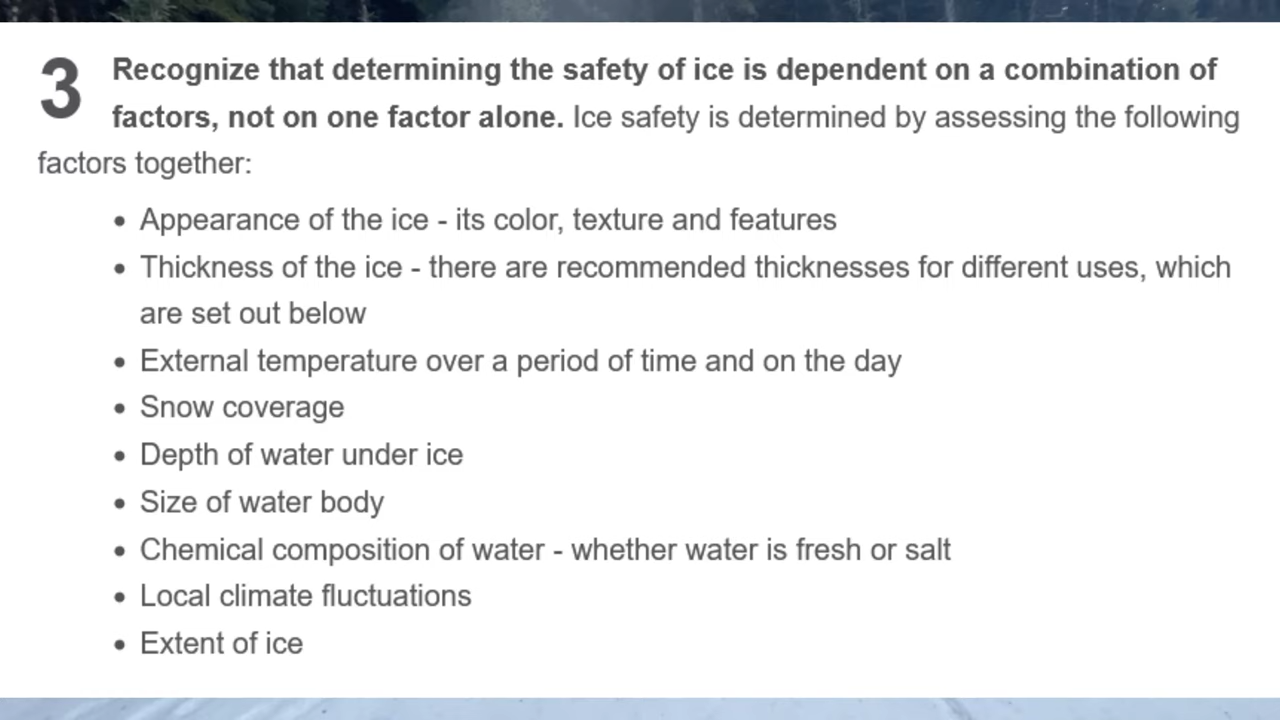 3
Recognize that determining the safety of ice is dependent on a combination of
factors, not on one factor alone. Ice safety is determined by assessing the following
factors together:
• Appearance of the ice - its color, texture and features
• Thickness of the ice - there are recommended thicknesses for different uses, which
are set out below
• External temperature over a period of time and on the day
• Snow coverage
• Depth of water under ice
• Size of water body
• Chemical composition of water - whether water is fresh or salt
• Local climate fluctuations
• Extent of ice